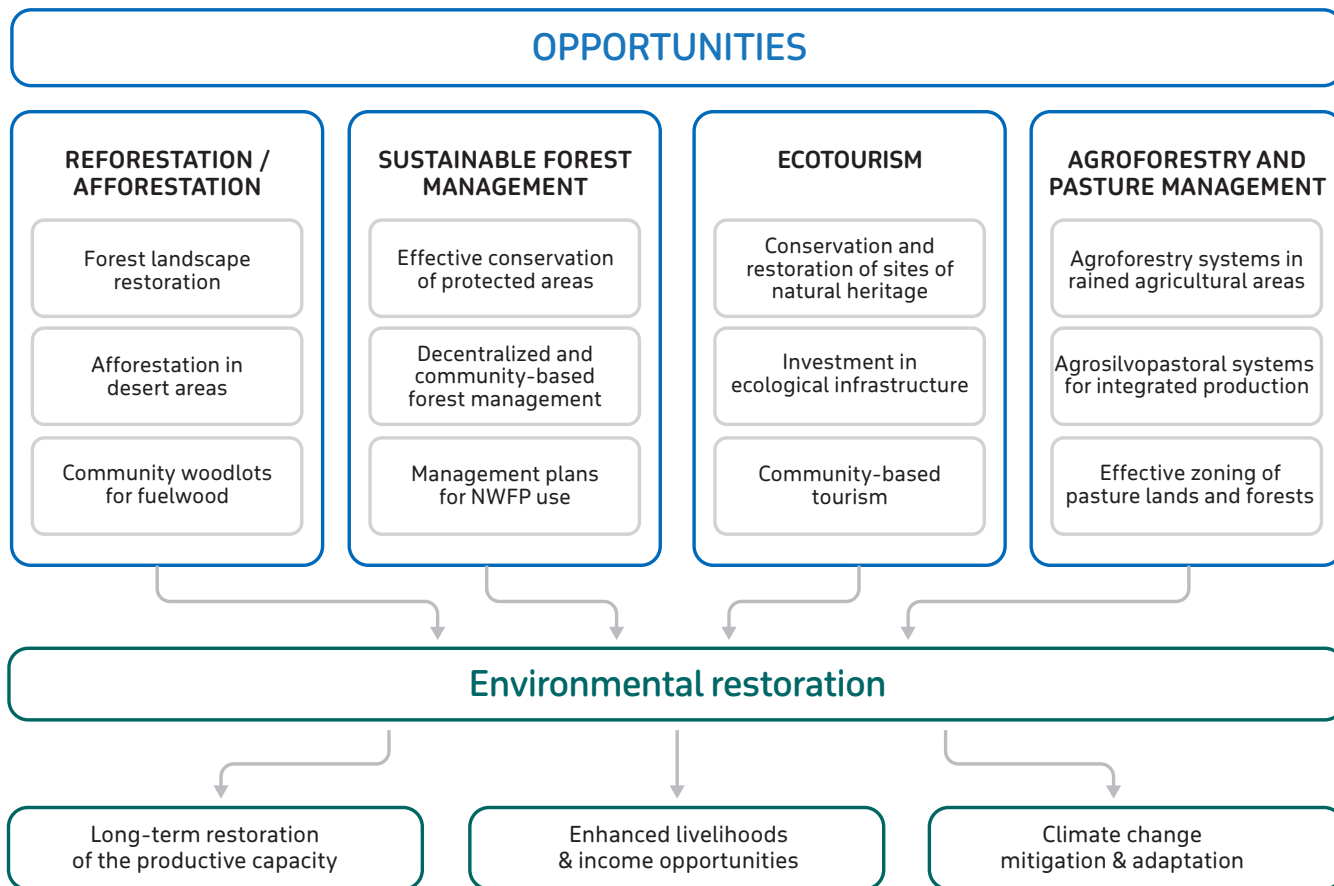 OPPORTUNITIES
REFORESTATION /
AFFORESTATION
Forest landscape
restoration
Afforestation in
desert areas
Community woodlots
for fuelwood
SUSTAINABLE FOREST
MANAGEMENT
Effective conservation
of protected areas
Decentralized and
community-based
forest management
Management plans
for NWFP use
ECOTOURISM
Conservation and
restoration of sites of
natural heritage
Investment in
ecological infrastructure
Community-based
tourism
AGROFORESTRY AND
PASTURE MANAGEMENT
Agroforestry systems in
rained agricultural areas
Agrosilvopastoral systems
for integrated production
Effective zoning of
pasture lands and forests
Environmental restoration
Long-term restoration
of the productive capacity
Enhanced livelihoods
& income opportunities
Climate change
mitigation & adaptation